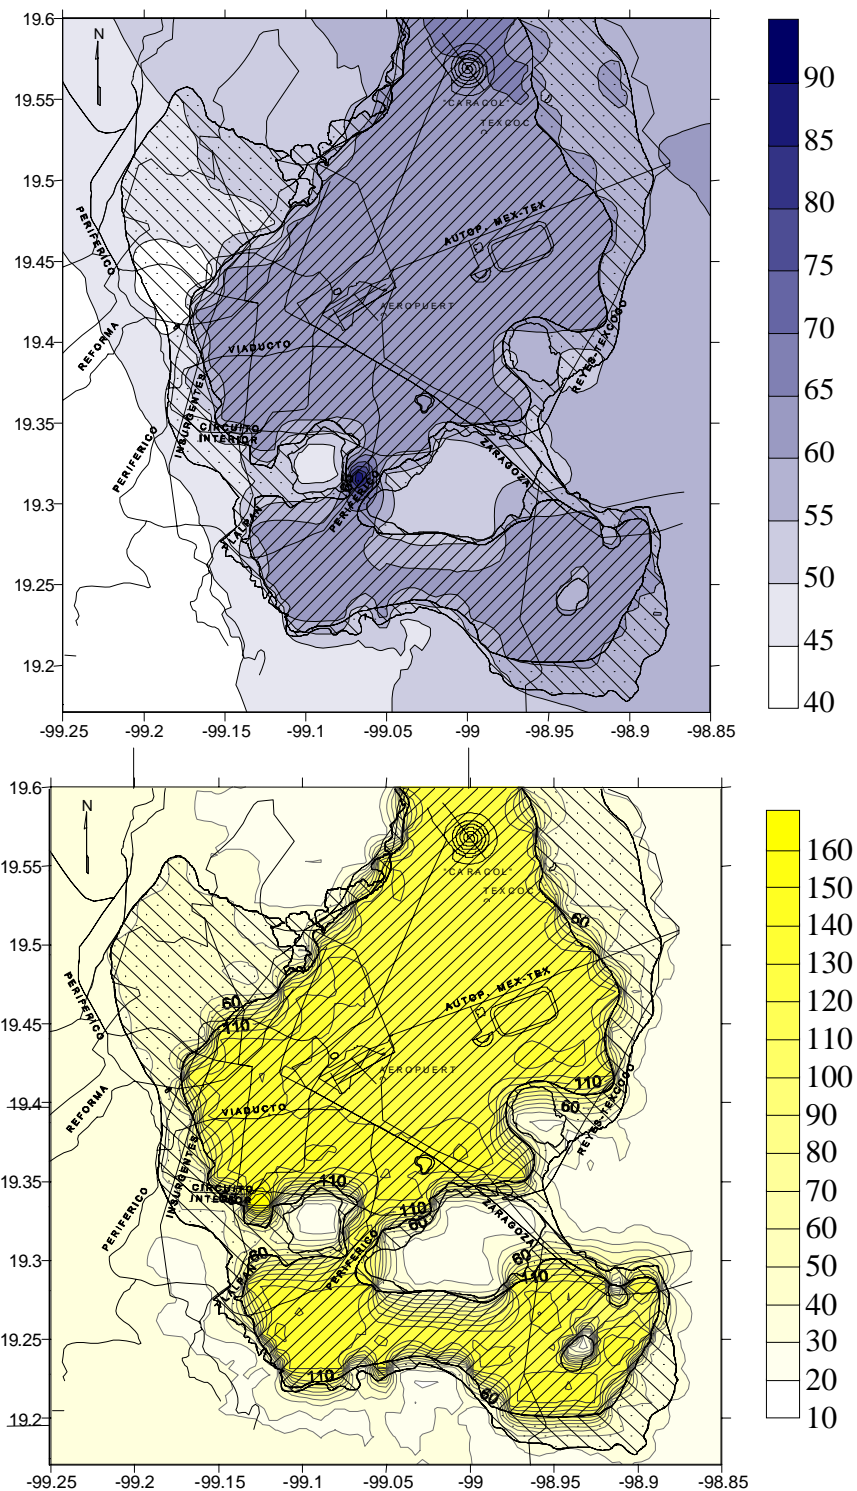 19.6
N
90
19.55
"CARACOL"
85
TEXCOC
80
19.5
PERIFERICO
AUTOP. MEX-TEX
75
19.45
AEROPUERT
70
REFORMA
19.4
VIADUCTO
REYES-TEXCOCO
65
INSURGENTES
19.35
CIRCUITO
INTERIOR
60
PERIFERICO
ZARAGOZA
19.3
PERIFERICO
TLALPAN
55
50
19.25
45
19.2
40
-99.25
-99.2
-99.15
-99.1
-99.05
-99
-98.95
-98.9
-98.85
19.6
N
160
19.55
"CARACOL"
150
TEXCOC
60
140
19.5
PERIFERICO
AUTOP. MEX-TEX
130
60
110
120
19.45
110
AEROPUERT
REYES-TEXCOCO
100
REFORMA
110
60
19.4
VIADUCTO
90
INSURGENTES
80
19.35
CIRCUITO
INTERIOR
110
110
60
70
PERIFERICO
ZARAGOZA
60
19.3
60
PERIFERICO
60
110
50
TLALPAN
40
19.25
30
110
60
20
19.2
10
-99.25
-99.2
-99.15
-99.1
-99.05
-99
-98.95
-98.9
-98.85